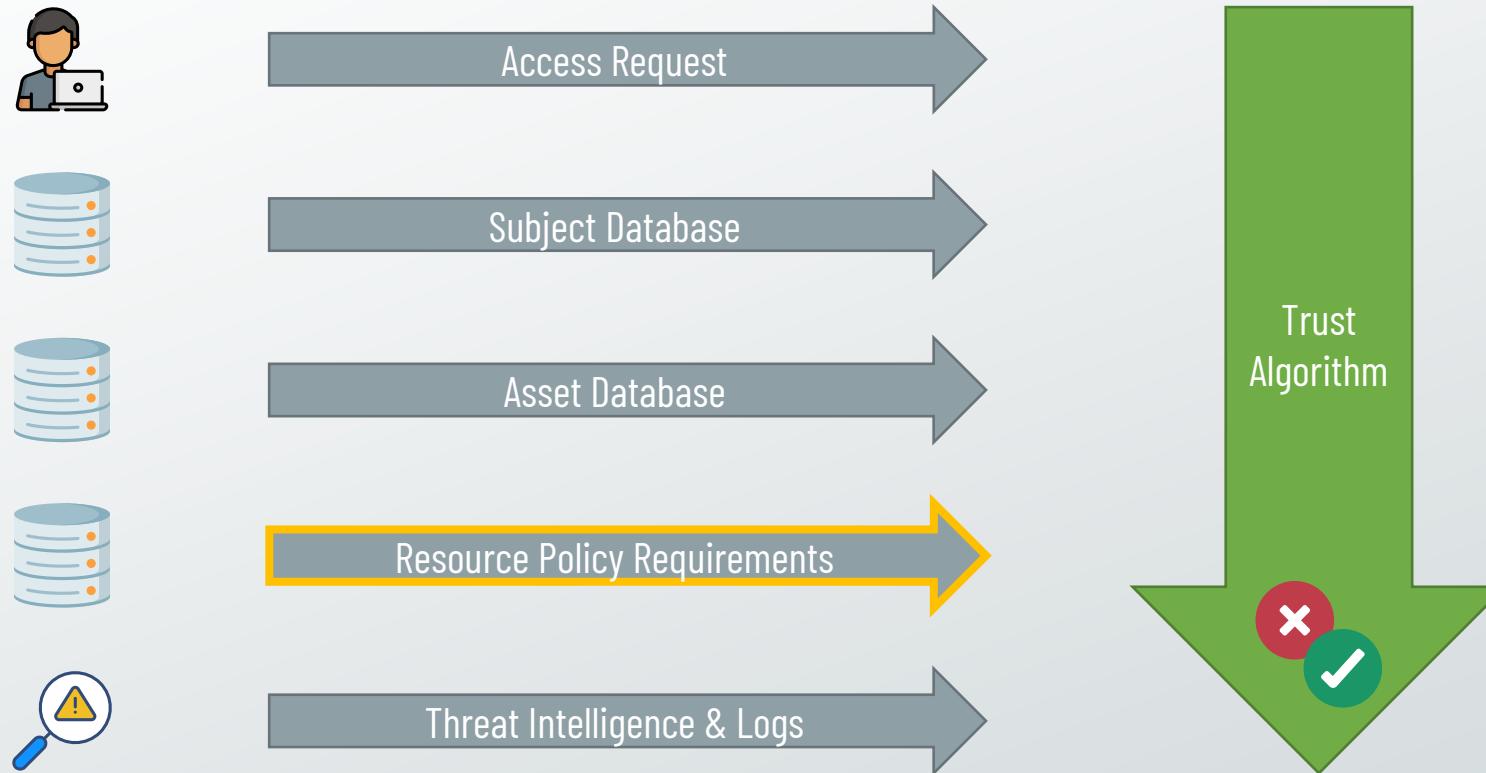 Access Request
Subject Database
Asset Database
Resource Policy Requirements
Threat Intelligence & Logs
Trust
Algorithm